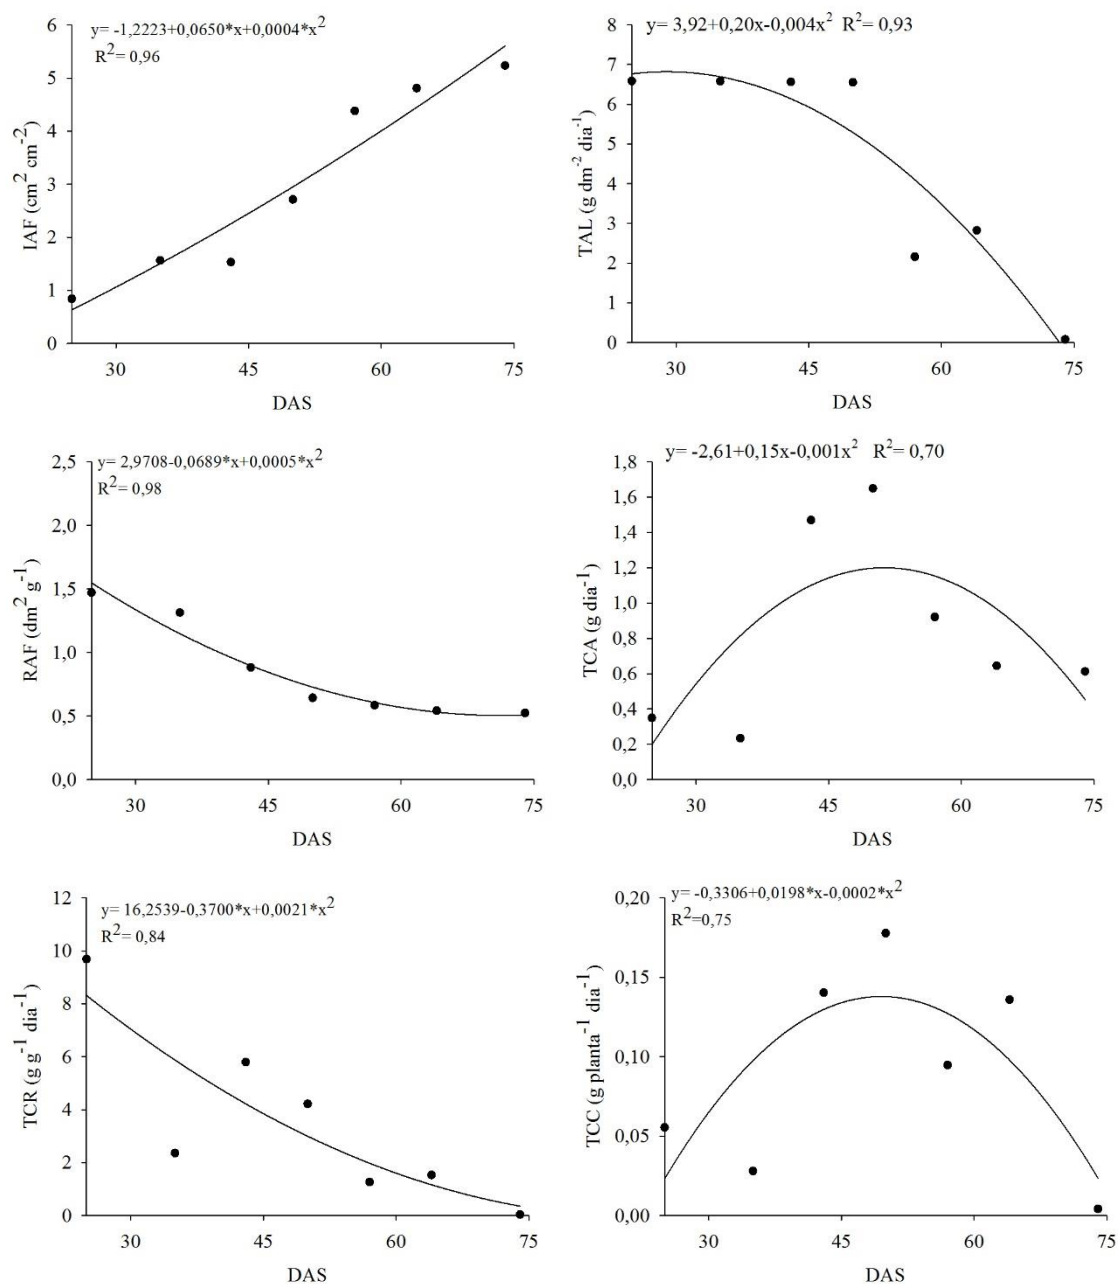 y= -1,2223+0,0650*x+0,0004*x²
R²= 0,96
IAF (cm² cm⁻²)
6
5
4
3
2
1
0
30 45 60 75
DAS
y= 3,92+0,20x-0,004x² R²= 0,93
TAL (g dm⁻² dia⁻¹)
8
7
6
5
4
3
2
1
0
30 45 60 75
DAS
y= 2,9708-0,0689*x+0,0005*x²
R²= 0,98
RAF (dm² g⁻¹)
2,5
2,0
1,5
1,0
0,5
0,0
30 45 60 75
DAS
y= -2,61+0,15x-0,001x² R²= 0,70
TCA (g dia⁻¹)
1,8
1,6
1,4
1,2
1,0
0,8
0,6
0,4
0,2
0,0
30 45 60 75
DAS
y= 16,2539-0,3700*x+0,0021*x²
R²= 0,84
TCR (g g⁻¹ dia⁻¹)
12
10
8
6
4
2
0
30 45 60 75
DAS
y= -0,3306+0,0198*x-0,0002*x²
R²=0,75
TCC (g planta⁻¹ dia⁻¹)
0,20
0,15
0,10
0,05
0,00
30 45 60 75
DAS